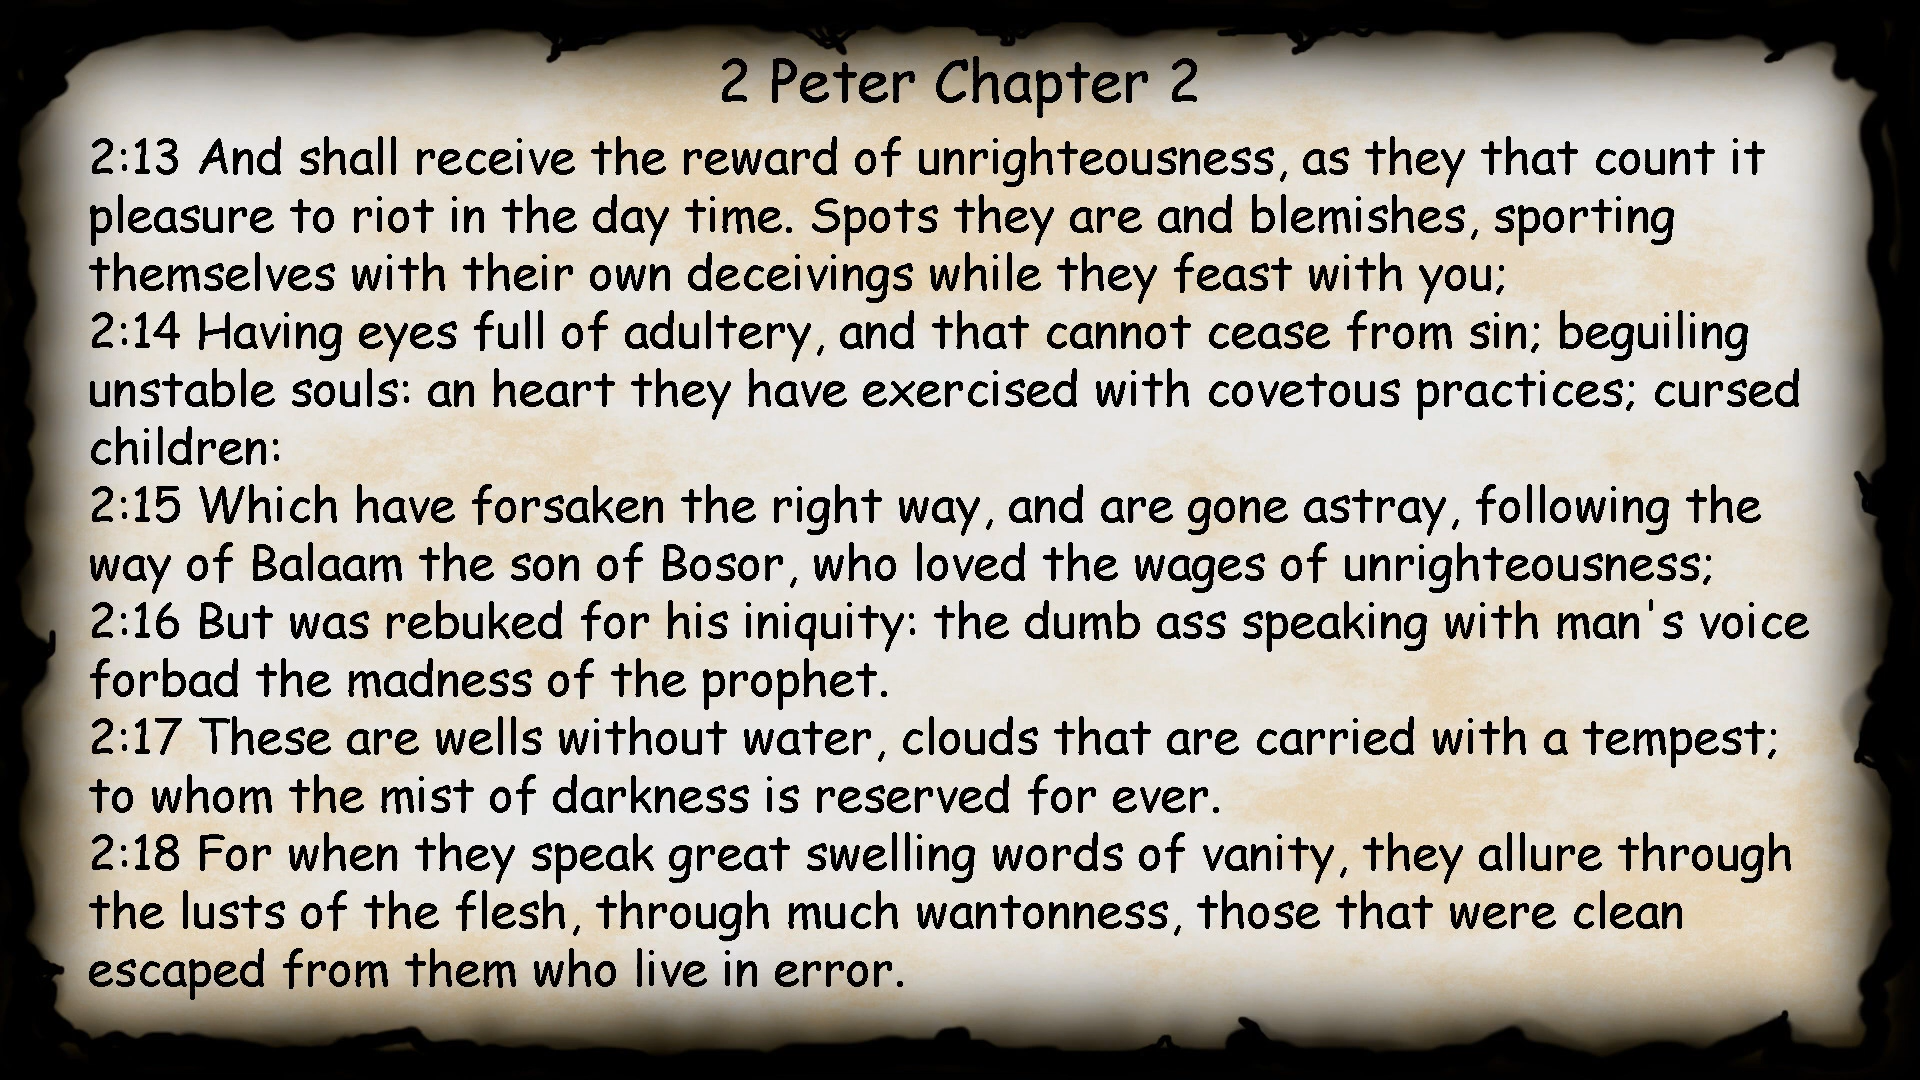 2 Peter Chapter 2
2:13 And shall receive the reward of unrighteousness, as they that count it
pleasure to riot in the day time. Spots they are and blemishes, sporting
themselves with their own deceivings while they feast with you;
2:14 Having eyes full of adultery, and that cannot cease from sin; beguiling
unstable souls: an heart they have exercised with covetous practices; cursed
children:
2:15 Which have forsaken the right way, and are gone astray, following the
way of Balaam the son of Bosor, who loved the wages of unrighteousness;
2:16 But was rebuked for his iniquity: the dumb ass speaking with man's voice
forbad the madness of the prophet.
2:17 These are wells without water, clouds that are carried with a tempest;
to whom the mist of darkness is reserved for ever.
2:18 For when they speak great swelling words of vanity, they allure through
the lusts of the flesh, through much wantonness, those that were clean
escaped from them who live in error.